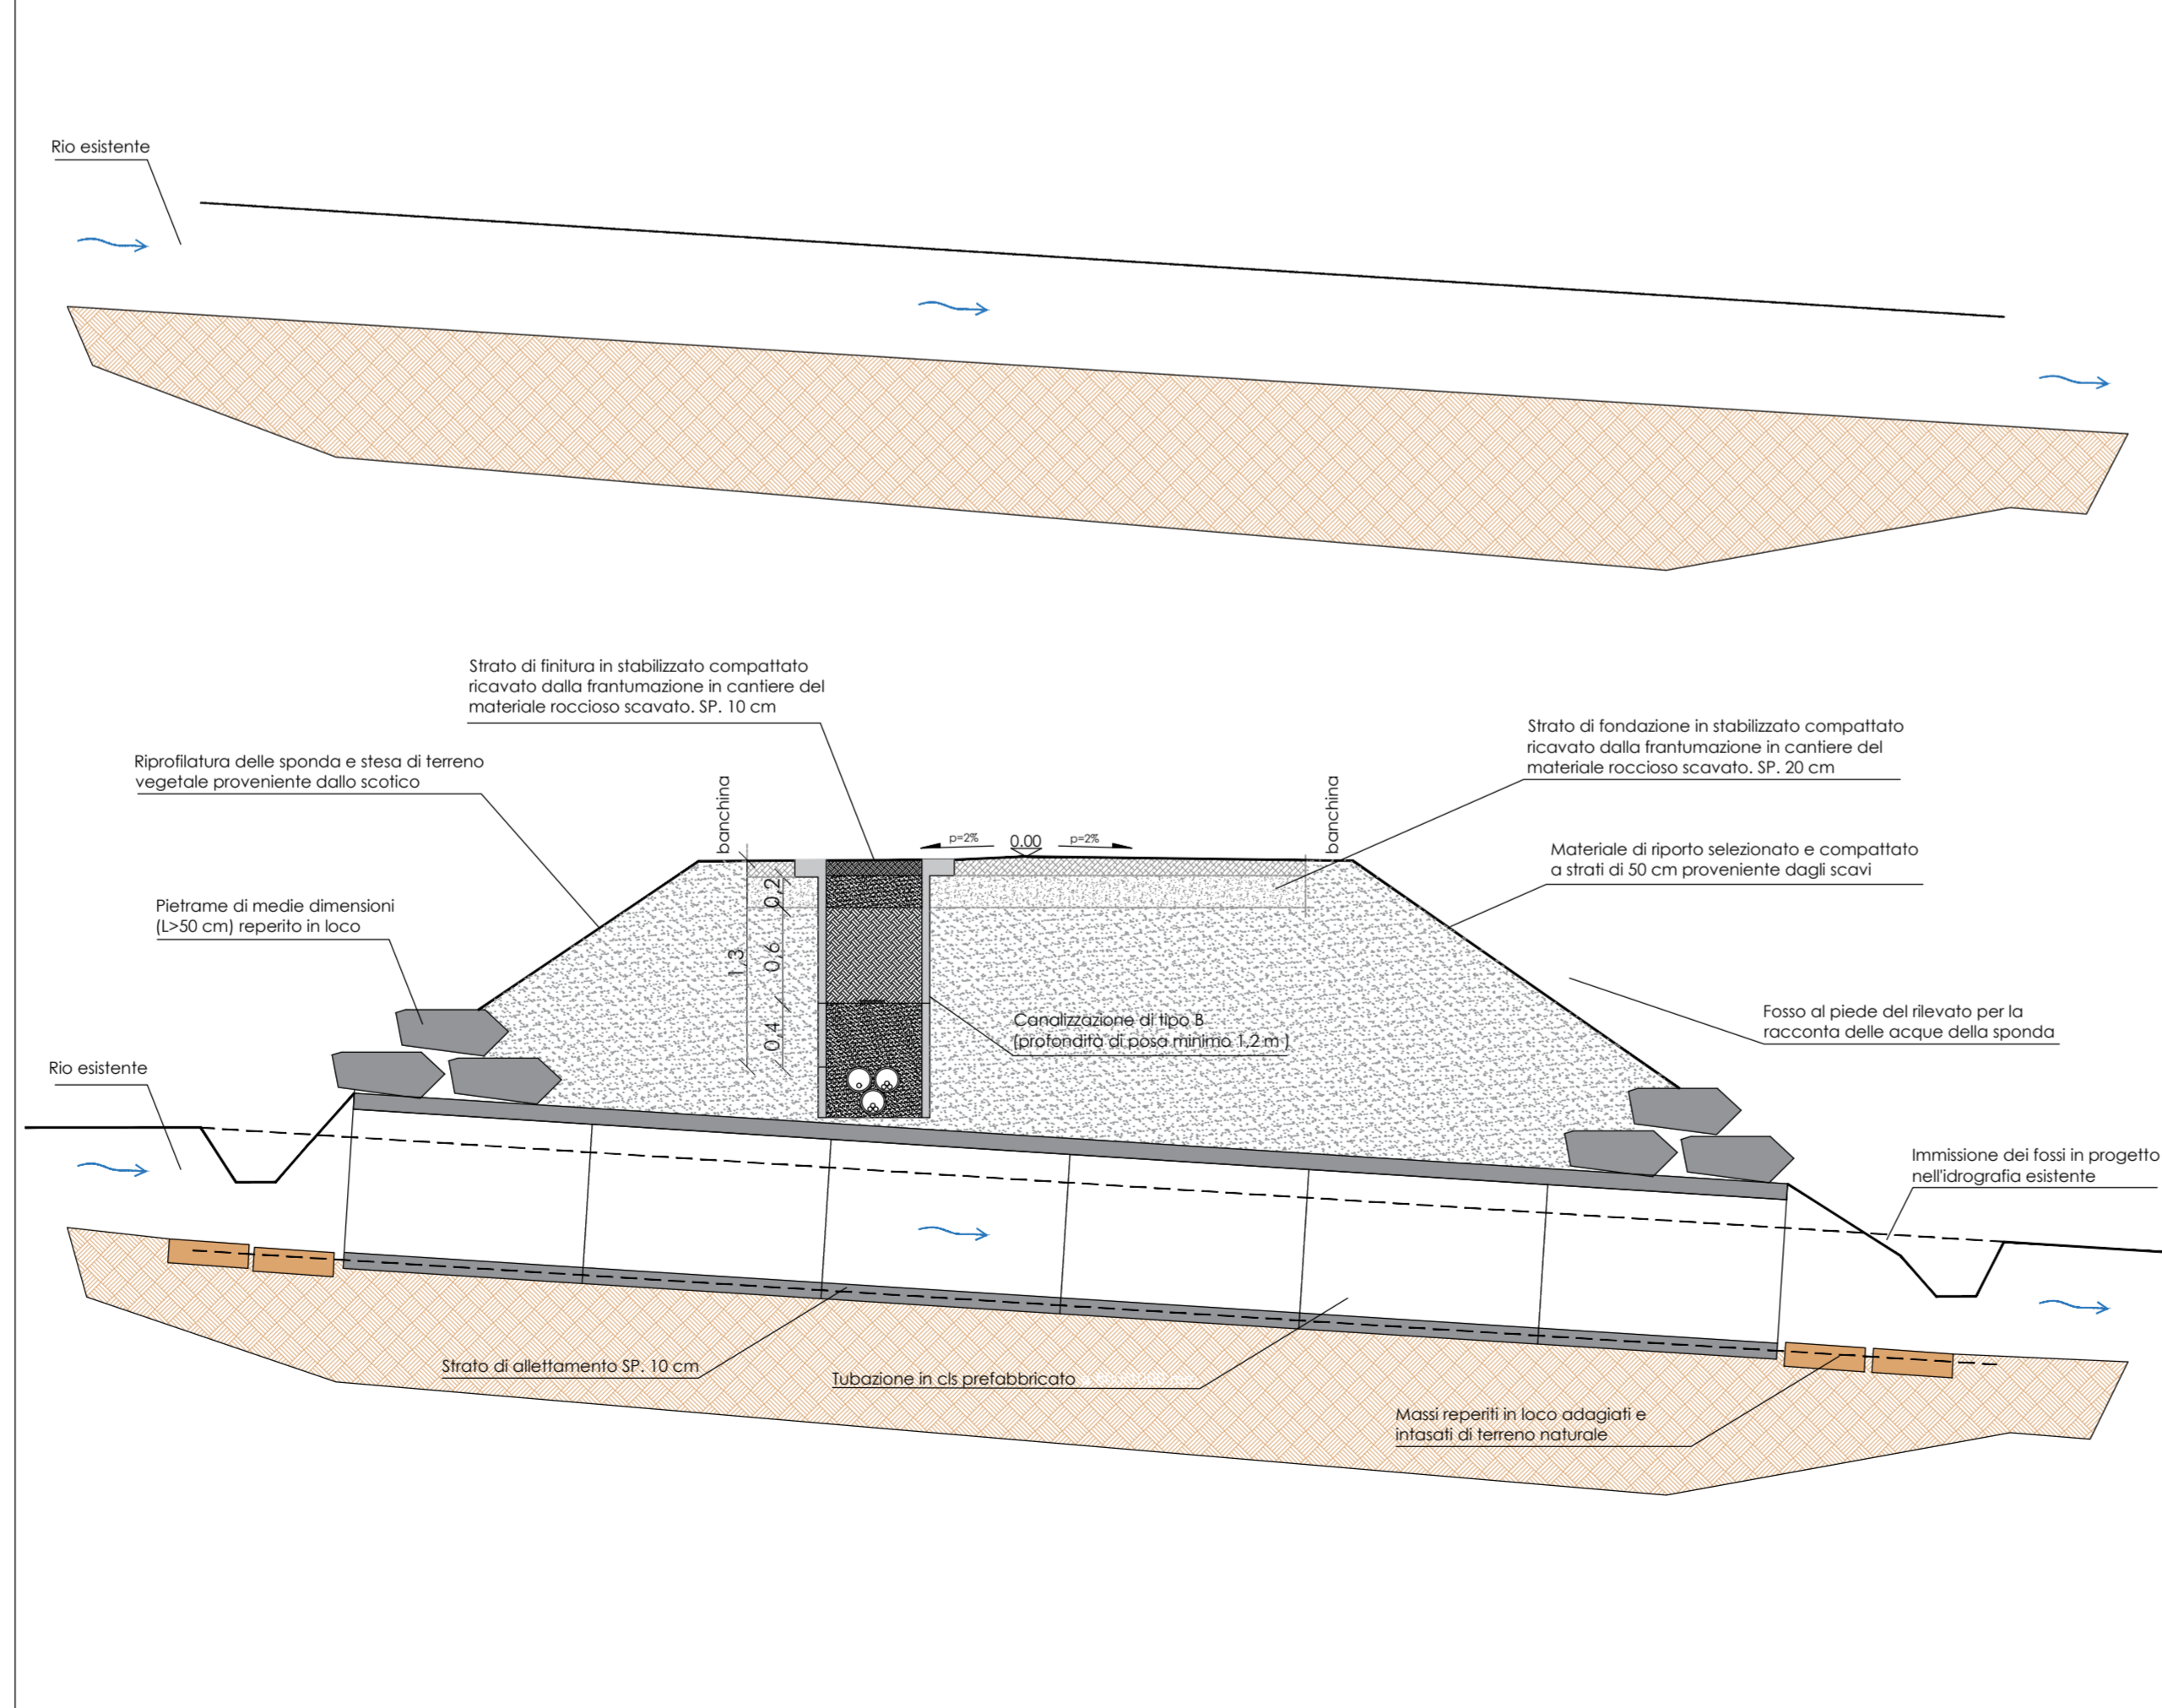 Rio esistente
Strato di finitura in stabilizzato compattato
ricavato dalla frantumazione in cantiere del
materiale roccioso scavato. SP. 10 cm
Strato di fondazione in stabilizzato compattato
ricavato dalla frantumazione in cantiere del
materiale roccioso scavato. SP. 20 cm
Riprofilatura delle sponda e stesa di terreno
vegetale proveniente dallo scotico
banchina
banchina
p=2%
0.00
p=2%
Materiale di riporto selezionato e compattato
a strati di 50 cm proveniente dagli scavi
Pietrame di medie dimensioni
(L>50 cm) reperito in loco
0,2
1,3
0,6
0,4
Canalizzazione di tipo B
(profondità di posa minimo 1,2 m )
Fosso al piede del rilevato per la
racconta delle acque della sponda
Rio esistente
Immissione dei fossi in progetto
nell'idrografia esistente
Strato di allettamento SP. 10 cm
Tubazione in cls prefabbricato
Massi reperiti in loco adagiati e
intasati di terreno naturale